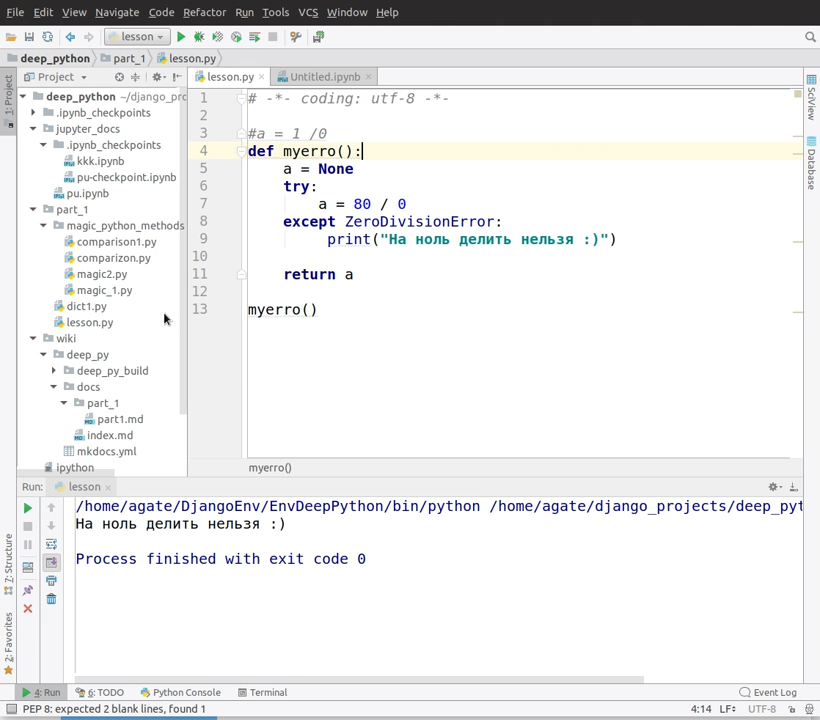 File Edit View Navigate Code Refactor Run Tools VCS Window Help
lesson
deep_python part_1 lesson.py
1: Project
Project
lesson.py Untitled.ipynb
SciView
Database
deep_python ~/django_prc
.ipynb_checkpoints
jupyter_docs
.ipynb_checkpoints
kkk.ipynb
pu-checkpoint.ipynb
pu.ipynb
part_1
magic_python_methods
comparison1.py
comparizon.py
magic2.py
magic_1.py
dict1.py
lesson.py
wiki
deep_py
deep_py_build
docs
part_1
part1.md
index.md
mkdocs.yml
ipython
1 # -*- coding: utf-8 -*-
2
3 #a = 1 /0
4 def myerro():
5 a = None
6 try:
7 a = 80 / 0
8 except ZeroDivisionError:
9 print("На ноль делить нельзя :)")
10
11 return a
12
13 myerro()
myerro()
Run: lesson
/home/agate/DjangoEnv/EnvDeepPython/bin/python /home/agate/django_projects/deep_pyt
На ноль делить нельзя :)
Process finished with exit code 0
7: Structure
2: Favorites
4: Run 6: TODO Python Console Terminal Event Log
PEP 8: expected 2 blank lines, found 1 4:14 LF÷ UTF-8